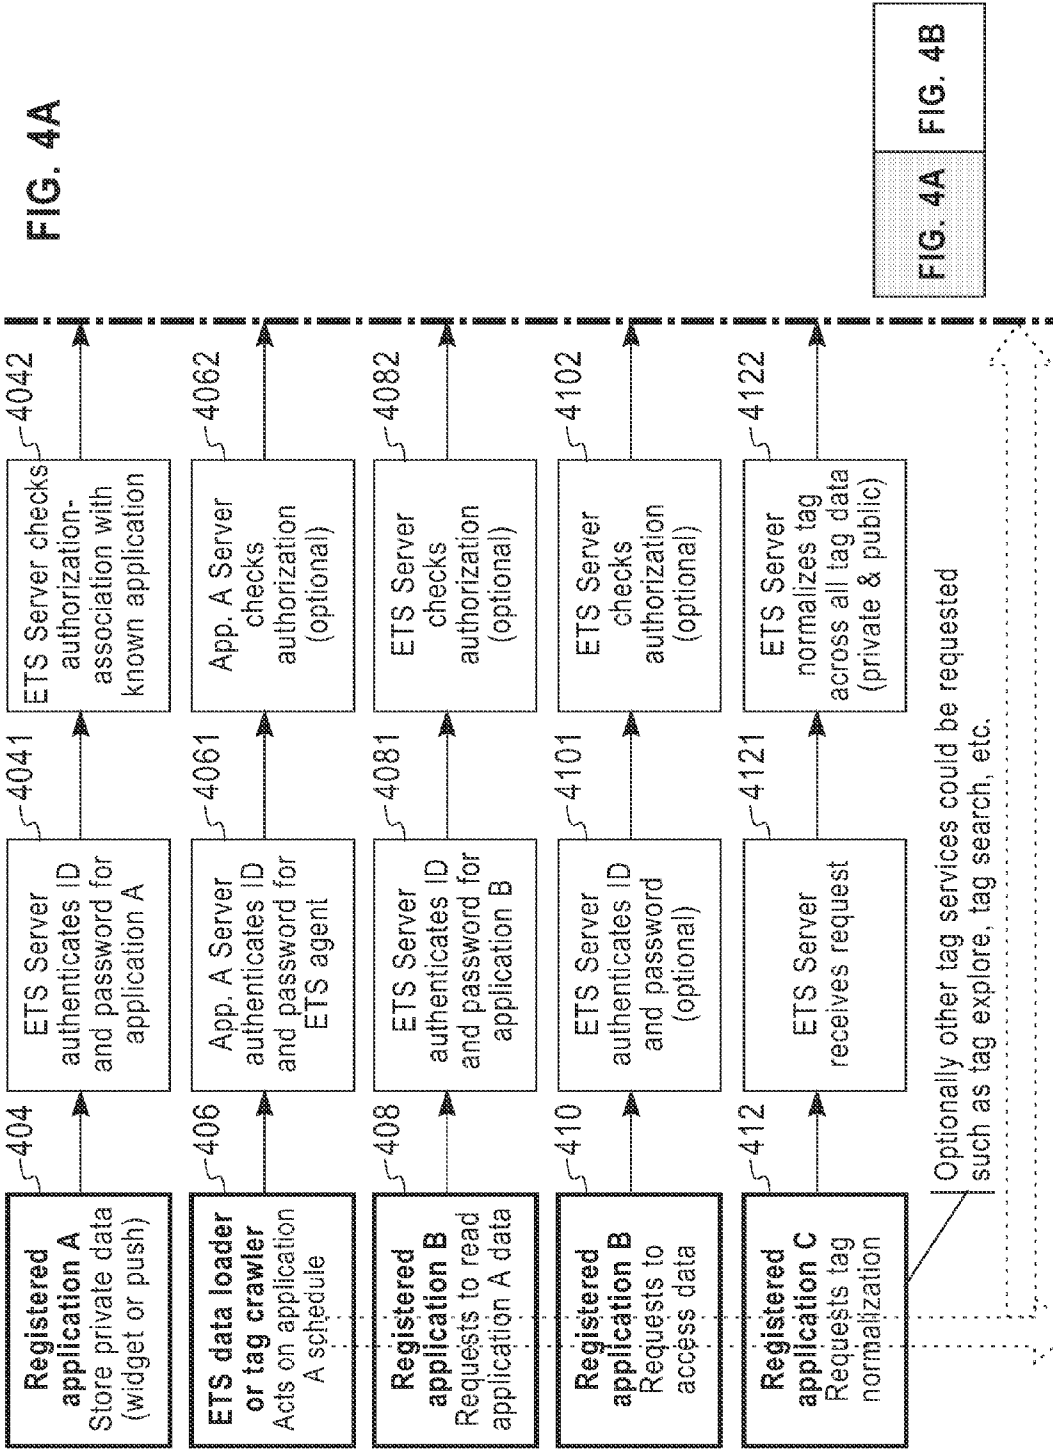 FIG. 4A
404
Registered
application A
Store private data
(widget or push)
4041
ETS Server
authenticates ID
and password for
application A
4042
ETS Server checks
authorization-
association with
known application
406
ETS data loader
or tag crawler
Acts on application
A schedule
4061
App. A Server
authenticates ID
and password for
ETS agent
4062
App. A Server
checks
authorization
(optional)
408
Registered
application B
Requests to read
application A data
4081
ETS Server
authenticates ID
and password for
application B
4082
ETS Server
checks
authorization
(optional)
410
Registered
application B
Requests to
access data
4101
ETS Server
authenticates ID
and password
(optional)
4102
ETS Server
checks
authorization
(optional)
412
Registered
application C
Requests tag
normalization
4121
ETS Server
receives request
4122
ETS Server
normalizes tag
across all tag data
(private & public)
Optionally other tag services could be requested
such as tag explore, tag search, etc.
FIG. 4A
FIG. 4B